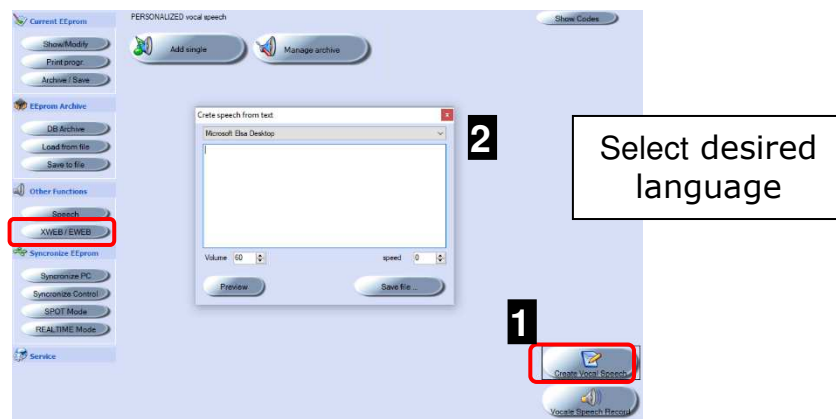 Current EEprom
Show/Modify
Print progr.
Archive / Save
EEprom Archive
DB Archive
Load from file
Save to file
Other Functions
Speech
XWEB / EWEB
Syncronize EEprom
Syncronize PC
Syncronize Control
SPOT Mode
REALTIME Mode
Service
PERSONALIZED vocal speech
Show Codes
Add single
Manage archive
Crete speech from text
x
Microsoft Elsa Desktop
2
Volume 60
speed 0
Preview
Save file ...
Select desired
language
1
Create Vocal Speech
Vocale Speech Record